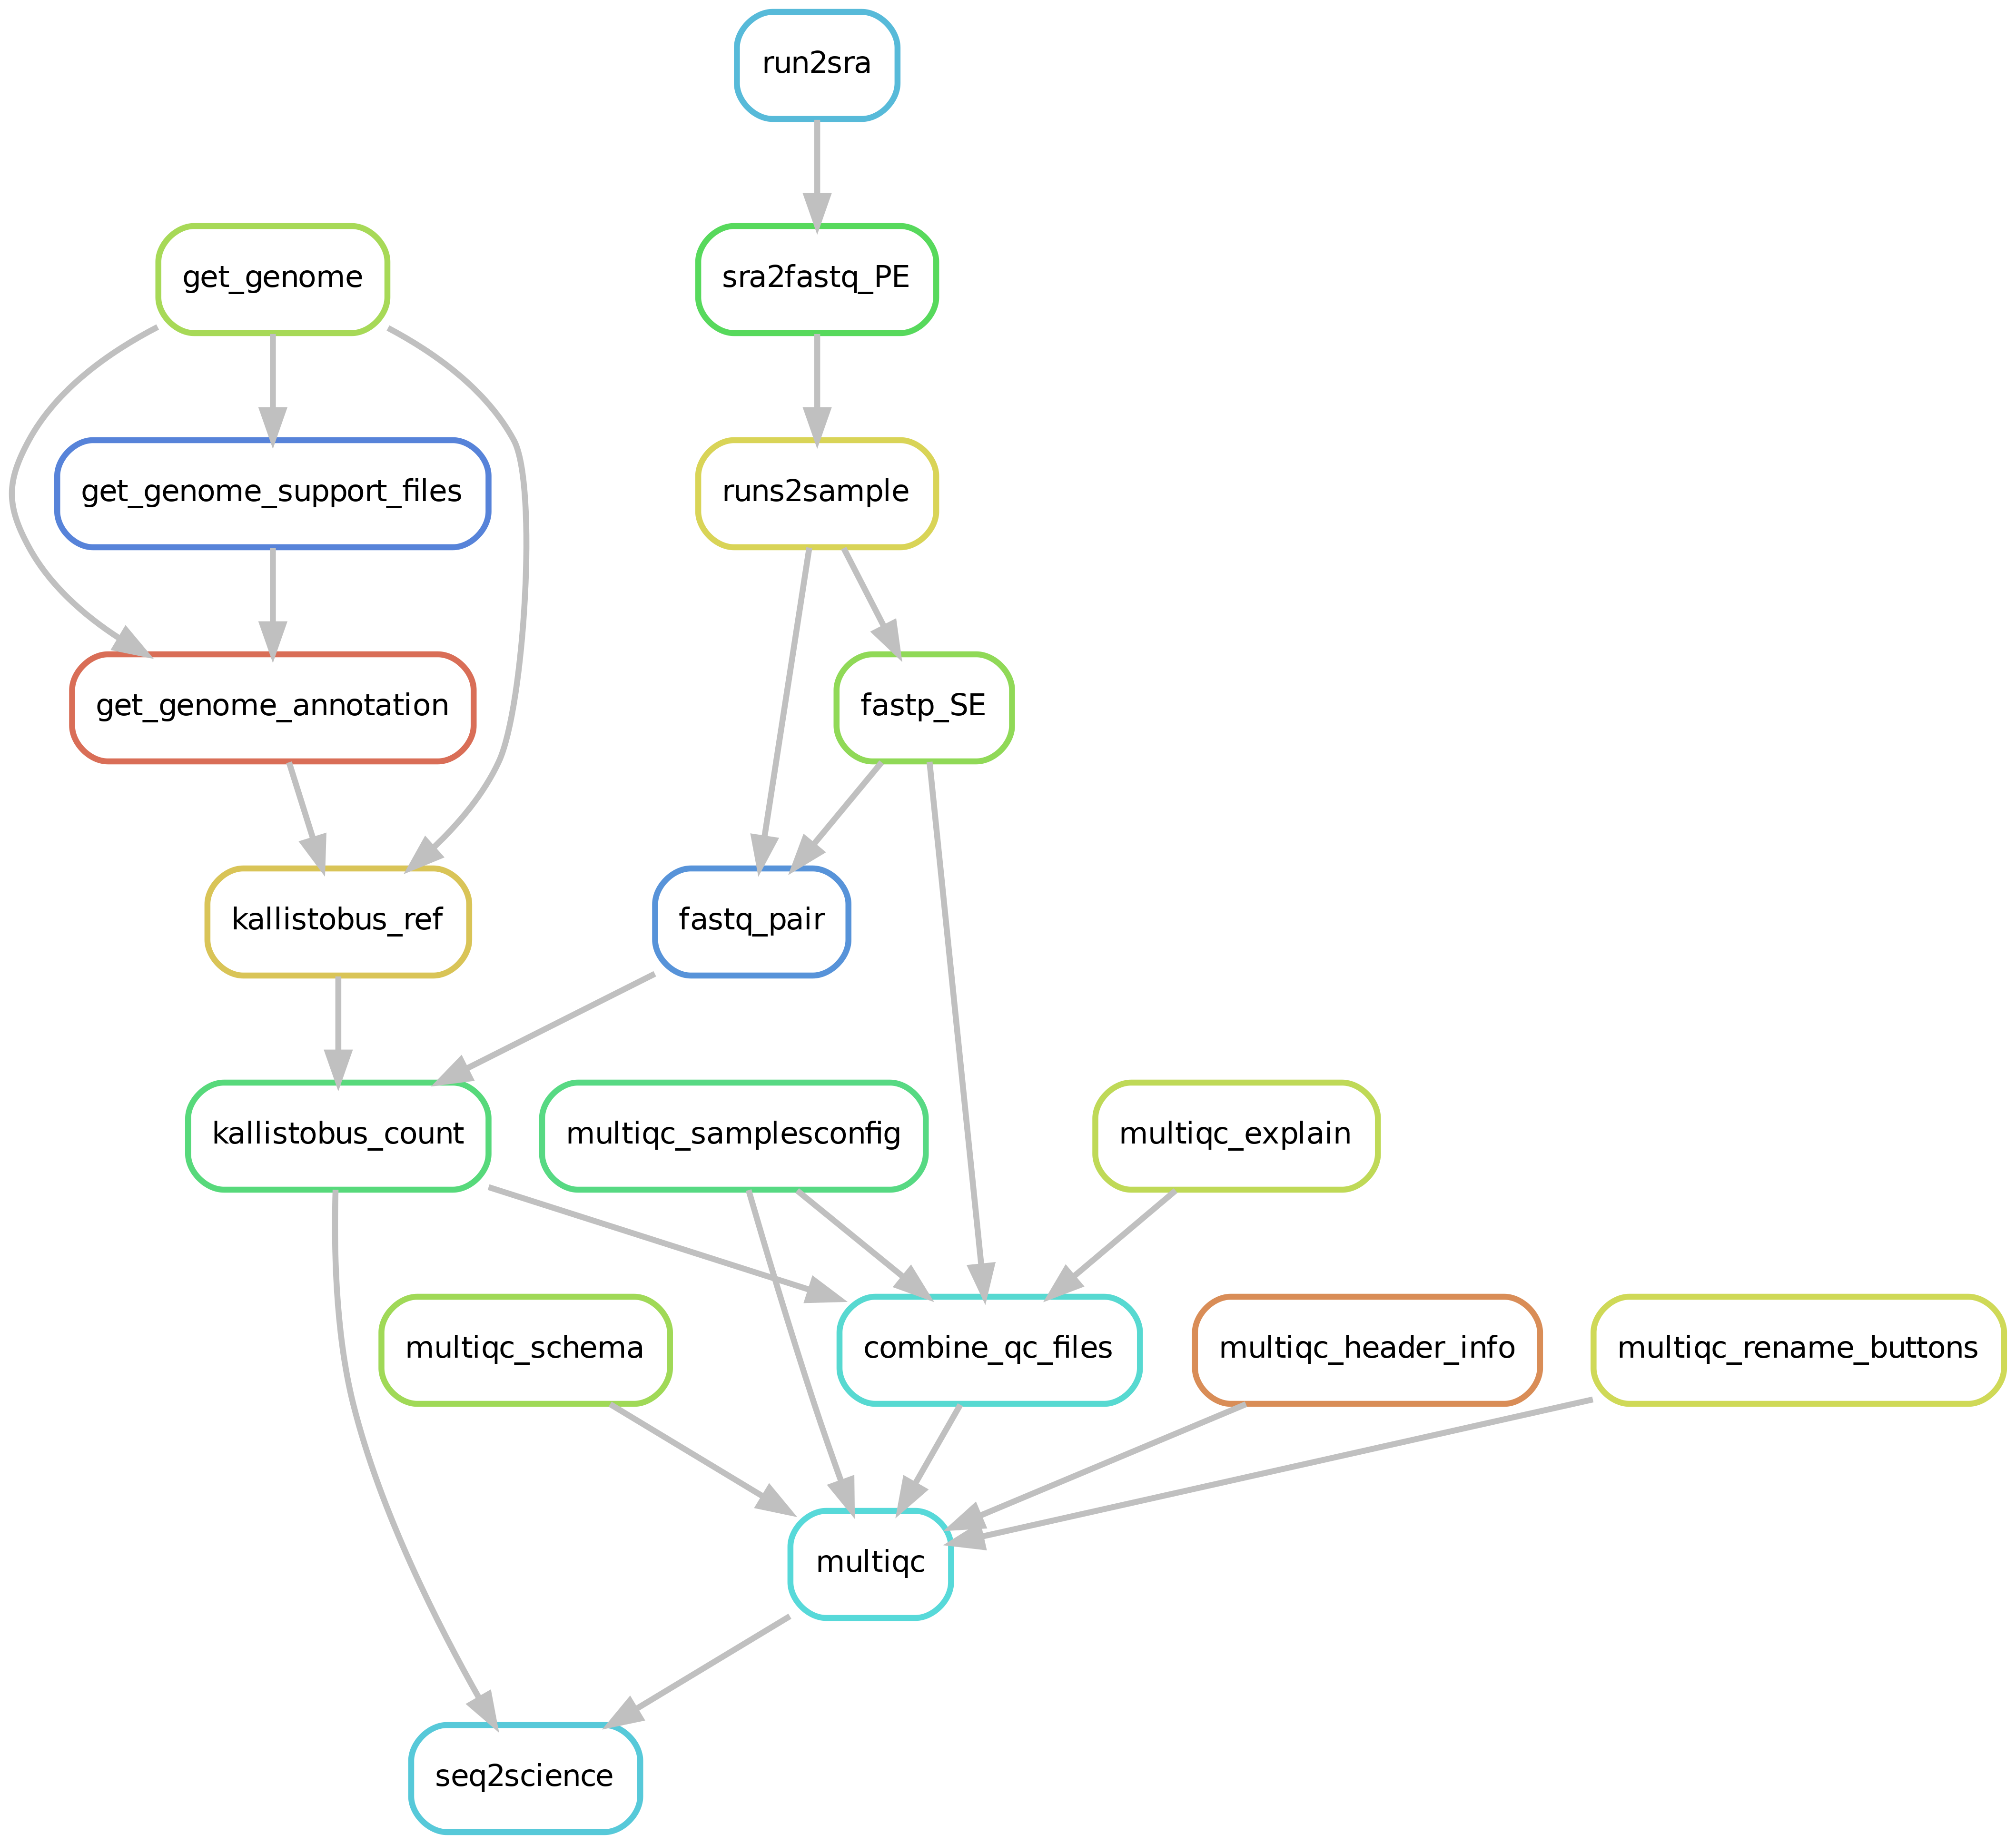 run2sra
get_genome
sra2fastq_PE
get_genome_support_files
runs2sample
get_genome_annotation
fastp_SE
kallistobus_ref
fastq_pair
kallistobus_count
multiqc_samplesconfig
multiqc_explain
multiqc_schema
combine_qc_files
multiqc_header_info
multiqc_rename_buttons
multiqc
seq2science